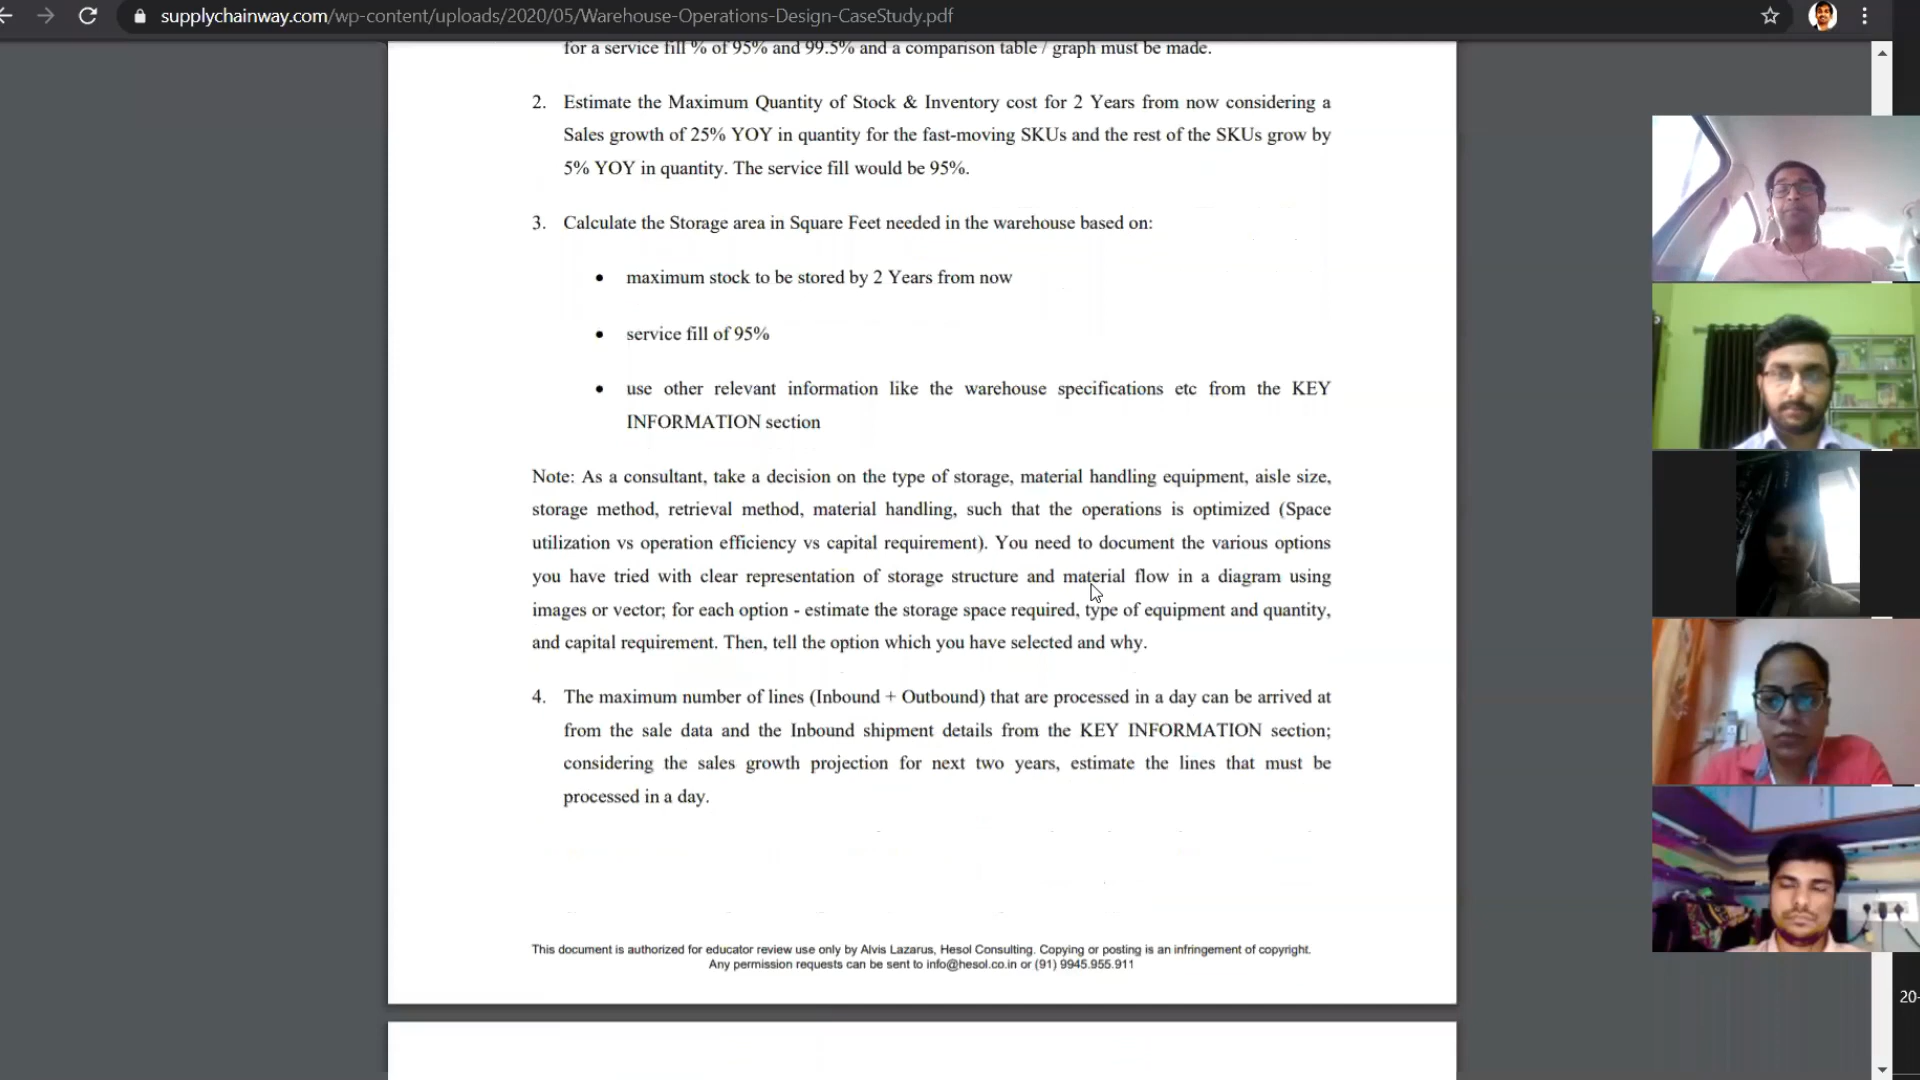 supplychainway.com/wp-content/uploads/2020/05/Warehouse-Operations-Design-CaseStudy.pdf
for a service fill % of 95% and 99.5% and a comparison table / graph must be made.
2. Estimate the Maximum Quantity of Stock & Inventory cost for 2 Years from now considering a
Sales growth of 25% YOY in quantity for the fast-moving SKUs and the rest of the SKUs grow by
5% YOY in quantity. The service fill would be 95%.
3. Calculate the Storage area in Square Feet needed in the warehouse based on:
• maximum stock to be stored by 2 Years from now
• service fill of 95%
• use other relevant information like the warehouse specifications etc from the KEY
INFORMATION section
Note: As a consultant, take a decision on the type of storage, material handling equipment, aisle size,
storage method, retrieval method, material handling, such that the operations is optimized (Space
utilization vs operation efficiency vs capital requirement). You need to document the various options
you have tried with clear representation of storage structure and material flow in a diagram using
images or vector; for each option - estimate the storage space required, type of equipment and quantity,
and capital requirement. Then, tell the option which you have selected and why.
4. The maximum number of lines (Inbound + Outbound) that are processed in a day can be arrived at
from the sale data and the Inbound shipment details from the KEY INFORMATION section;
considering the sales growth projection for next two years, estimate the lines that must be
processed in a day.
This document is authorized for educator review use only by Alvis Lazarus, Hesol Consulting. Copying or posting is an infringement of copyright.
Any permission requests can be sent to info@hesol.co.in or (91) 9945.955.911
20-